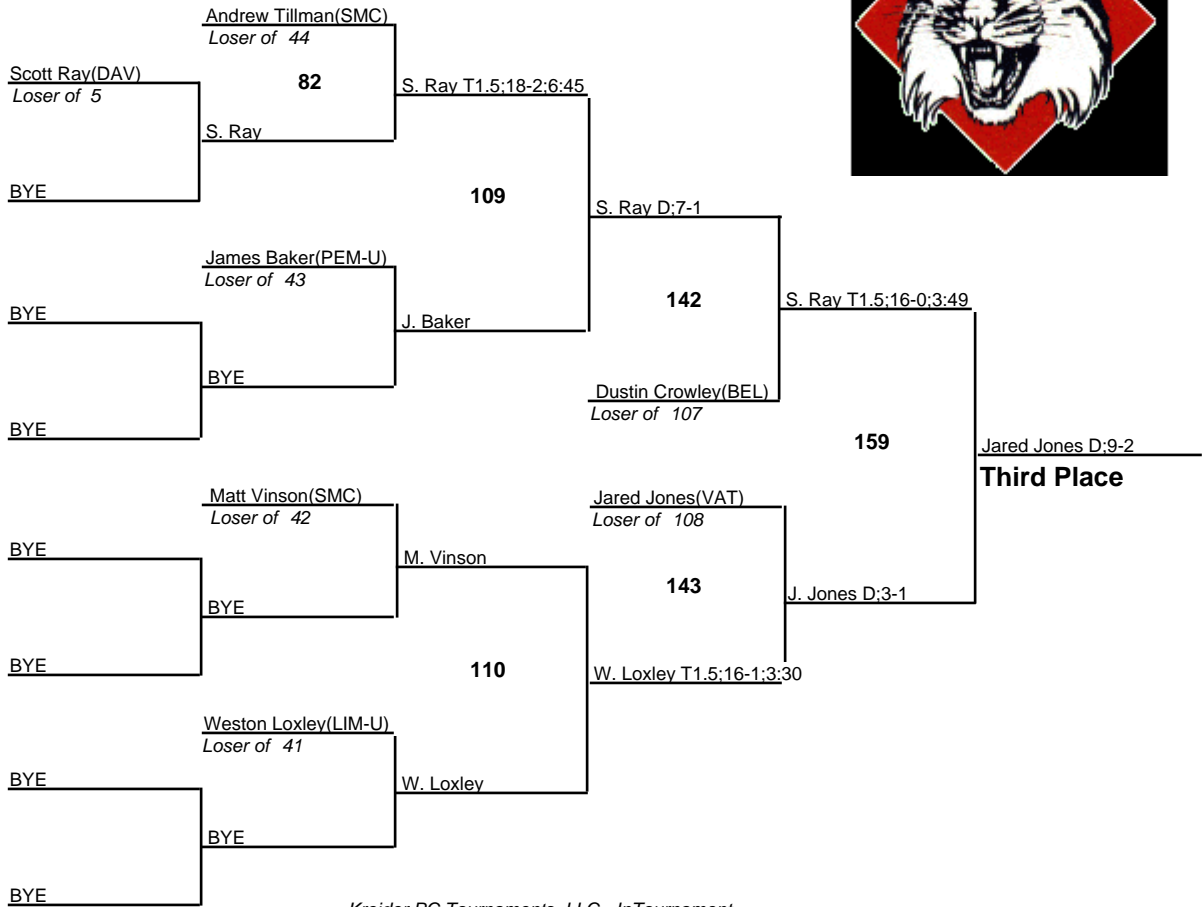 Andrew Tillman(SMC)
Loser of 44
Scott Ray(DAV)
Loser of 5
82
S. Ray T1.5;18-2;6:45
S. Ray
BYE
109
S. Ray D;7-1
James Baker(PEM-U)
Loser of 43
BYE
J. Baker
142
S. Ray T1.5;16-0;3:49
BYE
Dustin Crowley(BEL)
Loser of 107
BYE
159
Jared Jones D;9-2
Third Place
Matt Vinson(SMC)
Loser of 42
Jared Jones(VAT)
Loser of 108
BYE
M. Vinson
143
J. Jones D;3-1
BYE
BYE
110
W. Loxley T1.5;16-1;3:30
Weston Loxley(LIM-U)
Loser of 41
BYE
W. Loxley
BYE
BYE